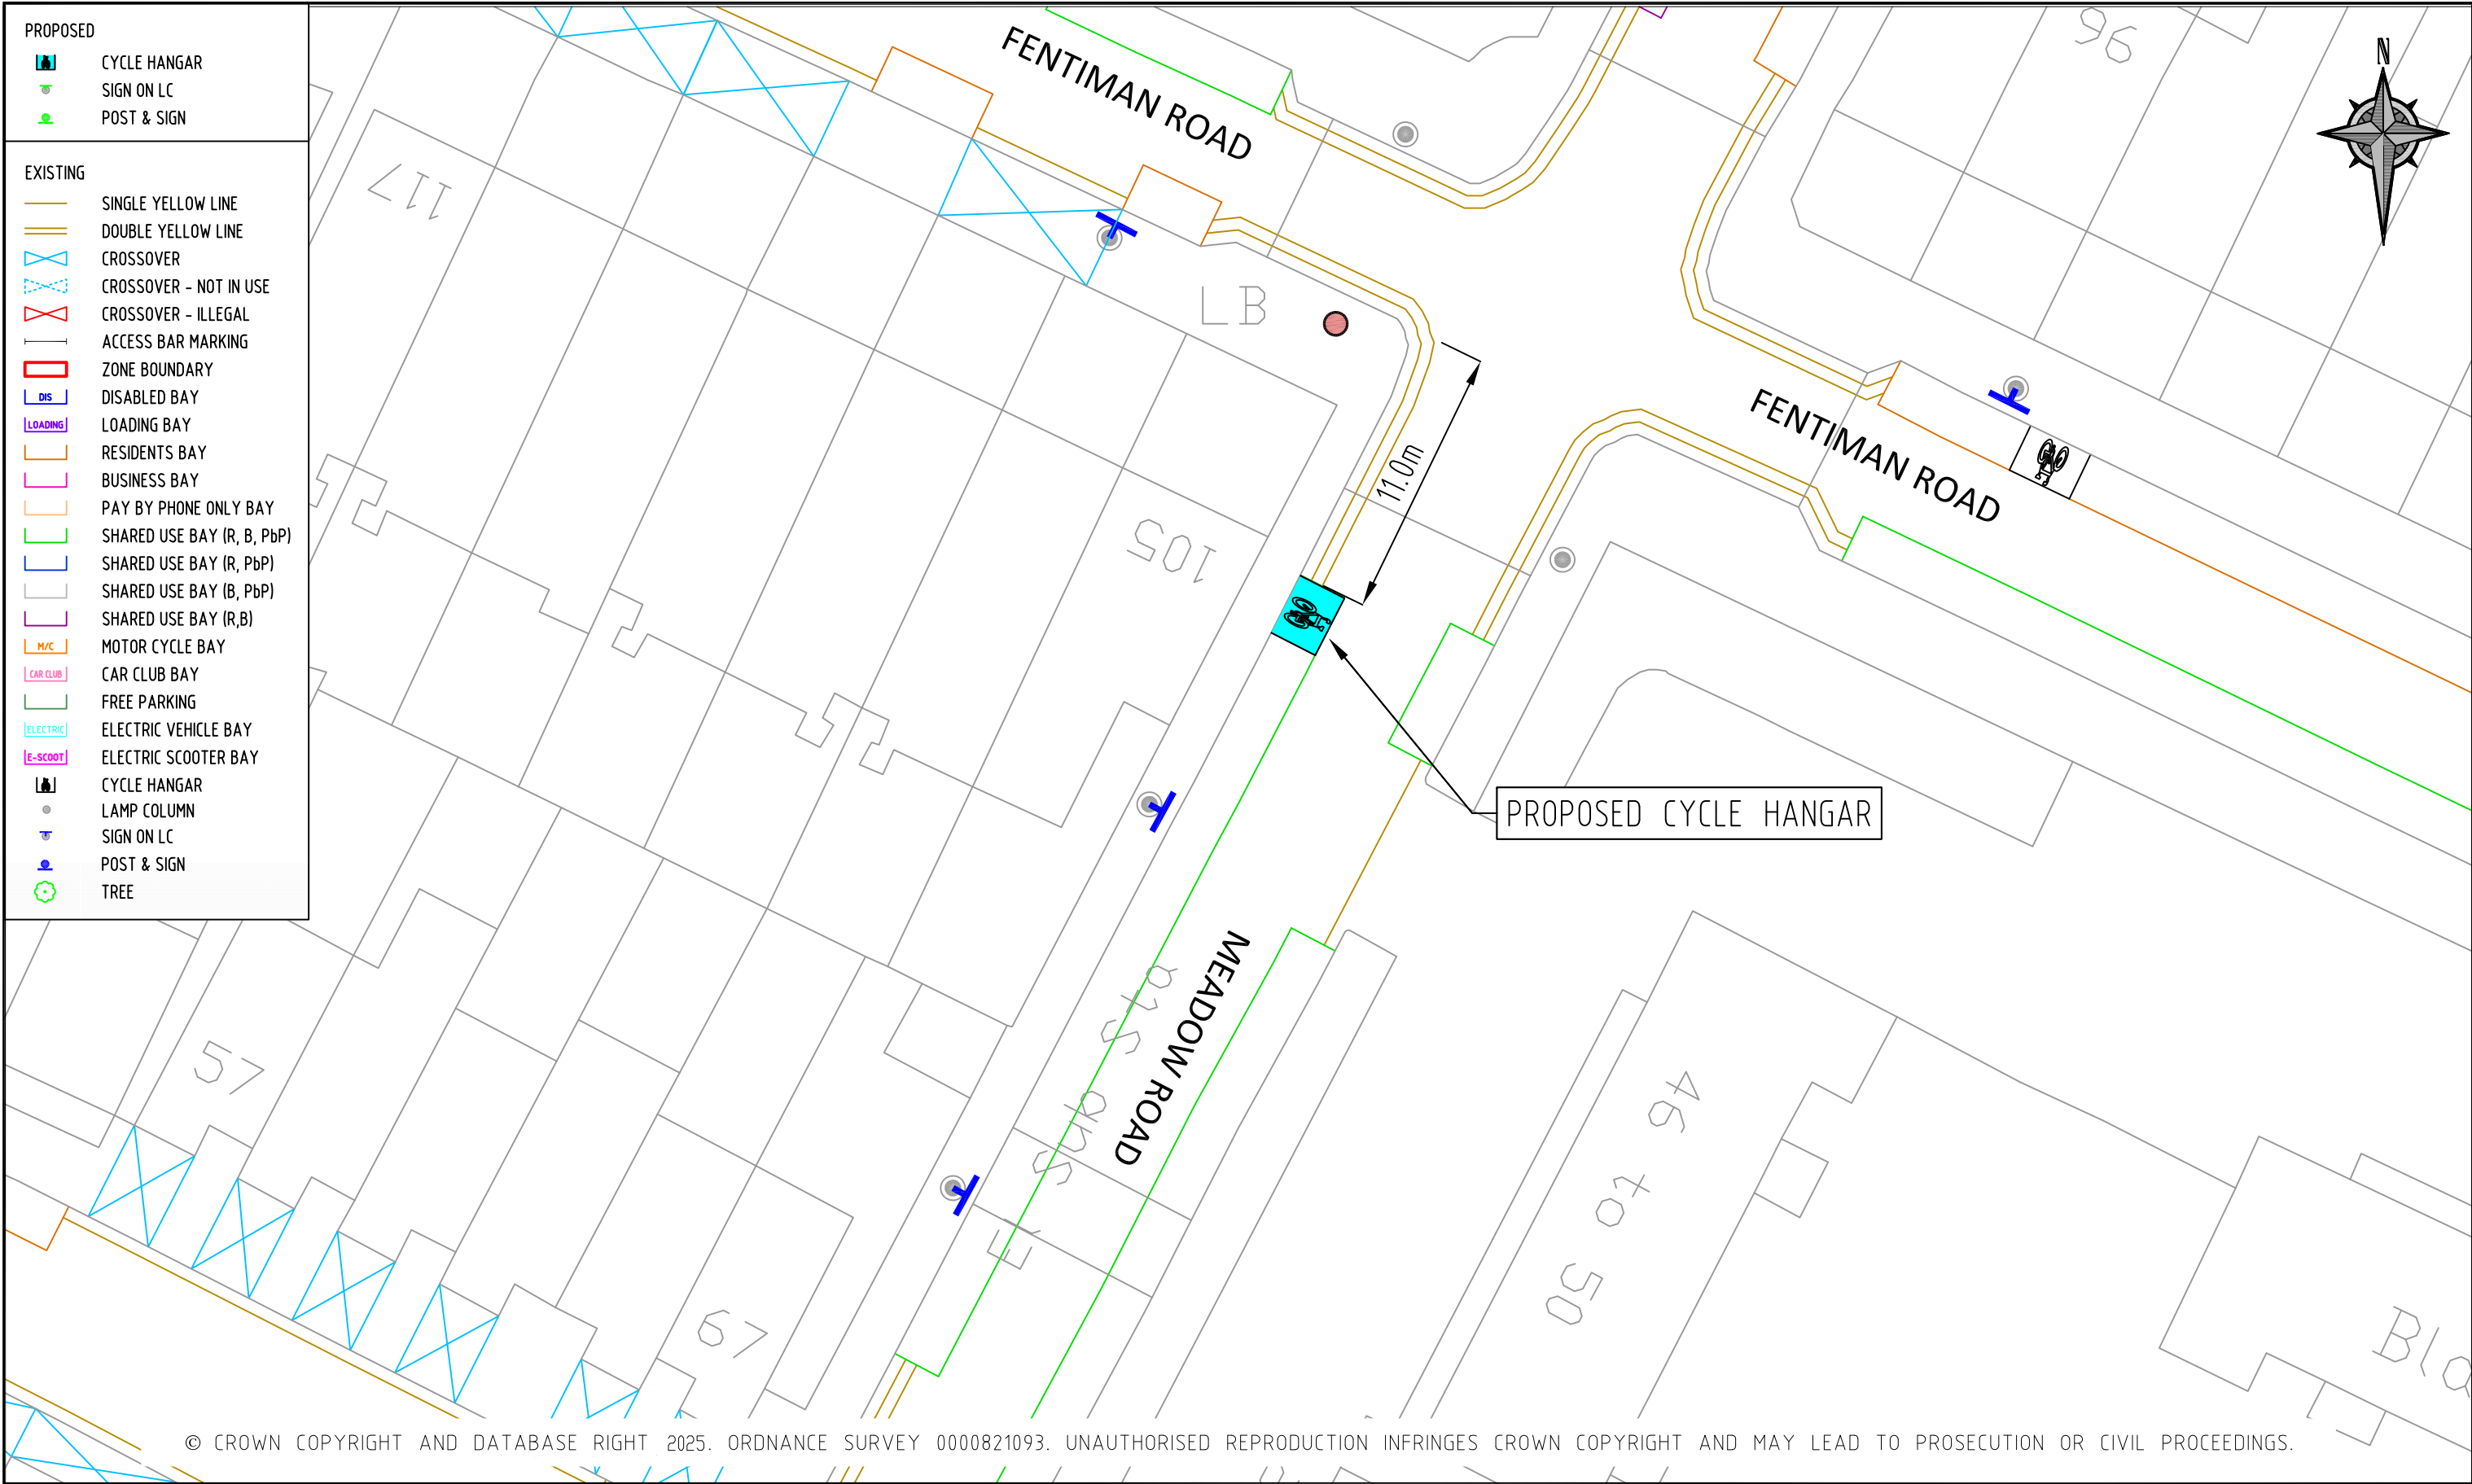 PROPOSED
CYCLE HANGAR
SIGN ON LC
POST & SIGN
EXISTING
SINGLE YELLOW LINE
DOUBLE YELLOW LINE
CROSSOVER
CROSSOVER - NOT IN USE
CROSSOVER - ILLEGAL
ACCESS BAR MARKING
ZONE BOUNDARY
DIS DISABLED BAY
LOADING LOADING BAY
RESIDENTS BAY
BUSINESS BAY
PAY BY PHONE ONLY BAY
SHARED USE BAY (R, B, PbP)
SHARED USE BAY (R, PbP)
SHARED USE BAY (B, PbP)
SHARED USE BAY (R,B)
M/C MOTOR CYCLE BAY
CAR CLUB CAR CLUB BAY
FREE PARKING
ELECTRIC ELECTRIC VEHICLE BAY
E-SCOOT ELECTRIC SCOOTER BAY
CYCLE HANGAR
LAMP COLUMN
SIGN ON LC
POST & SIGN
TREE
FENTIMAN ROAD
96
N
117
LB
11.0m
FENTIMAN ROAD
105
PROPOSED CYCLE HANGAR
MEADOW ROAD
El Sub Sta
57
67
46 to 50
Blo
© CROWN COPYRIGHT AND DATABASE RIGHT 2025. ORDNANCE SURVEY 0000821093. UNAUTHORISED REPRODUCTION INFRINGES CROWN COPYRIGHT AND MAY LEAD TO PROSECUTION OR CIVIL PROCEEDINGS.